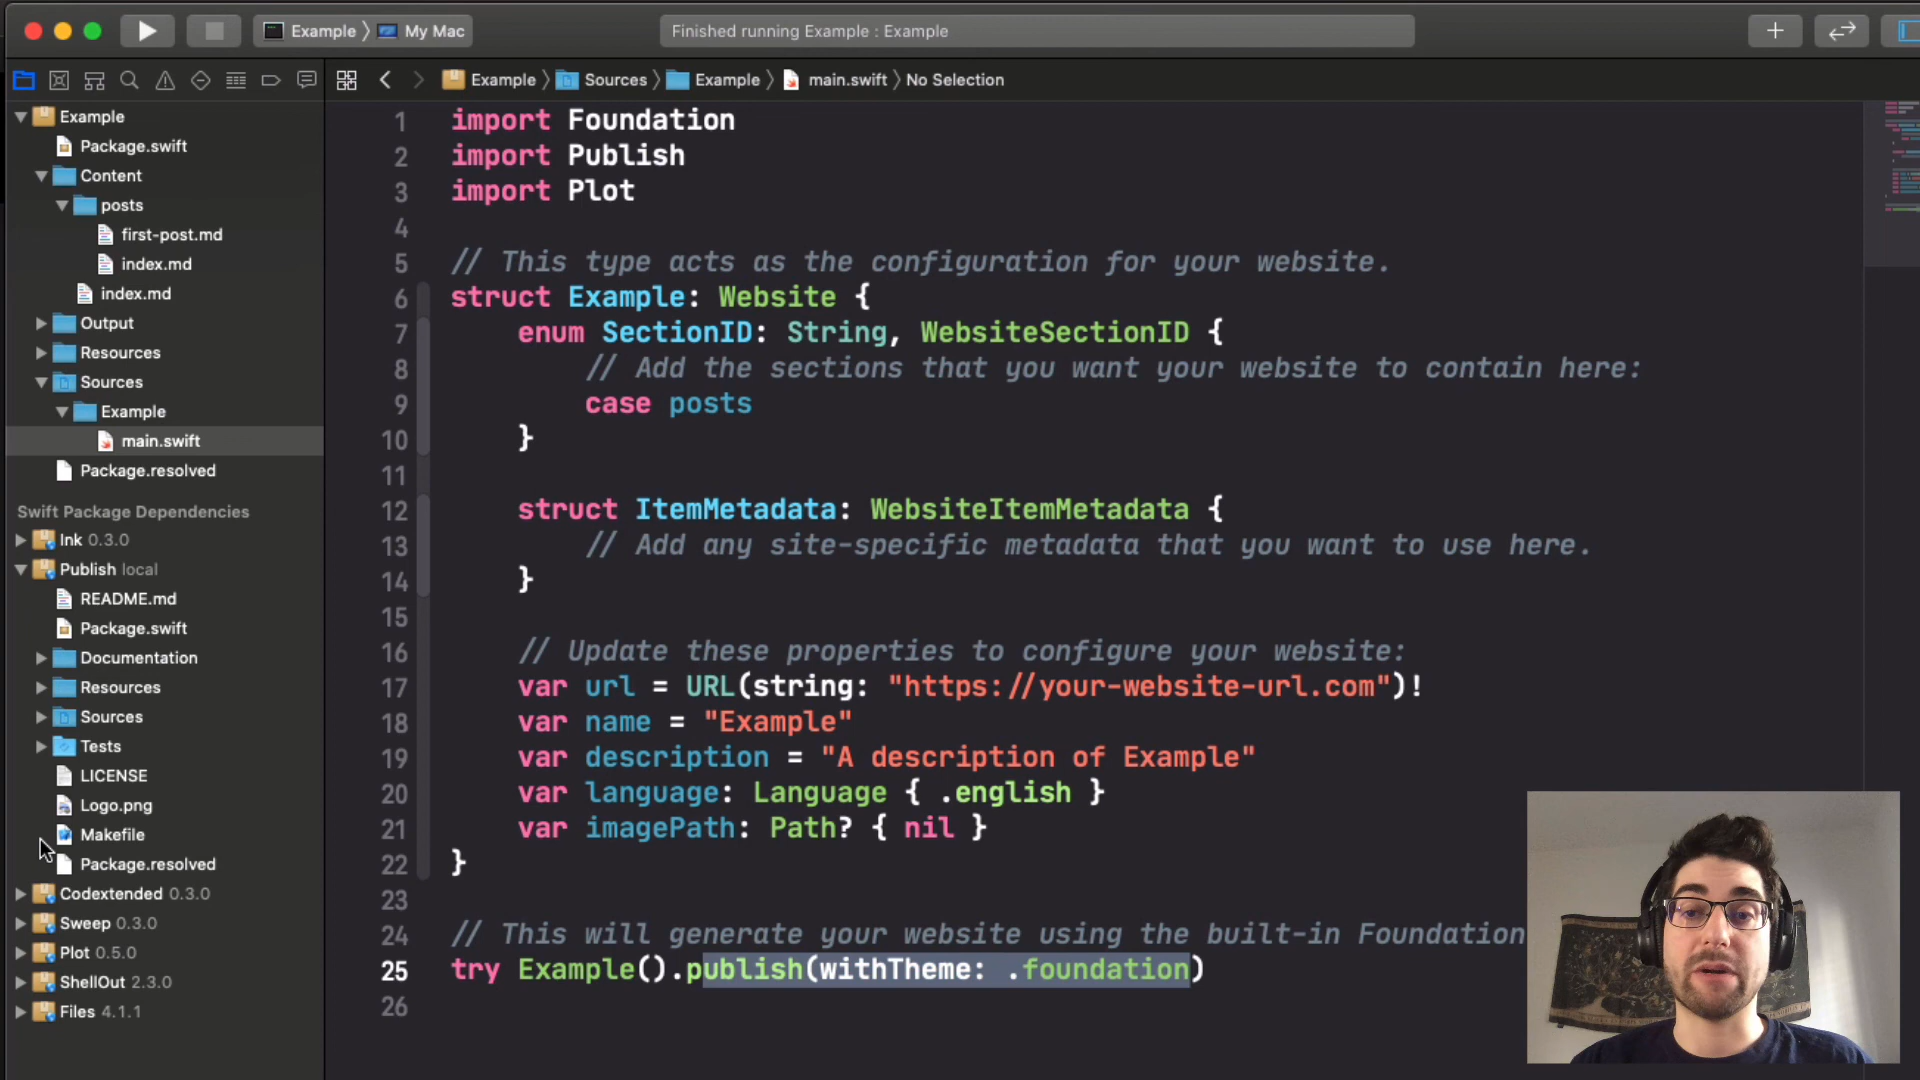 Example
My Mac
Finished running Example : Example
Example
Sources
Example
main.swift
No Selection
Example
Package.swift
Content
posts
first-post.md
index.md
index.md
Output
Resources
Sources
Example
main.swift
Package.resolved
Swift Package Dependencies
Ink 0.3.0
Publish local
README.md
Package.swift
Documentation
Resources
Sources
Tests
LICENSE
Logo.png
Makefile
Package.resolved
Codextended 0.3.0
Sweep 0.3.0
Plot 0.5.0
ShellOut 2.3.0
Files 4.1.1
1 import Foundation
2 import Publish
3 import Plot
4
5 // This type acts as the configuration for your website.
6 struct Example: Website {
7 enum SectionID: String, WebsiteSectionID {
8 // Add the sections that you want your website to contain here:
9 case posts
10 }
11
12 struct ItemMetadata: WebsiteItemMetadata {
13 // Add any site-specific metadata that you want to use here.
14 }
15
16 // Update these properties to configure your website:
17 var url = URL(string: "https://your-website-url.com")!
18 var name = "Example"
19 var description = "A description of Example"
20 var language: Language { .english }
21 var imagePath: Path? { nil }
22 }
23
24 // This will generate your website using the built-in Foundation
25 try Example().publish(withTheme: .foundation)
26